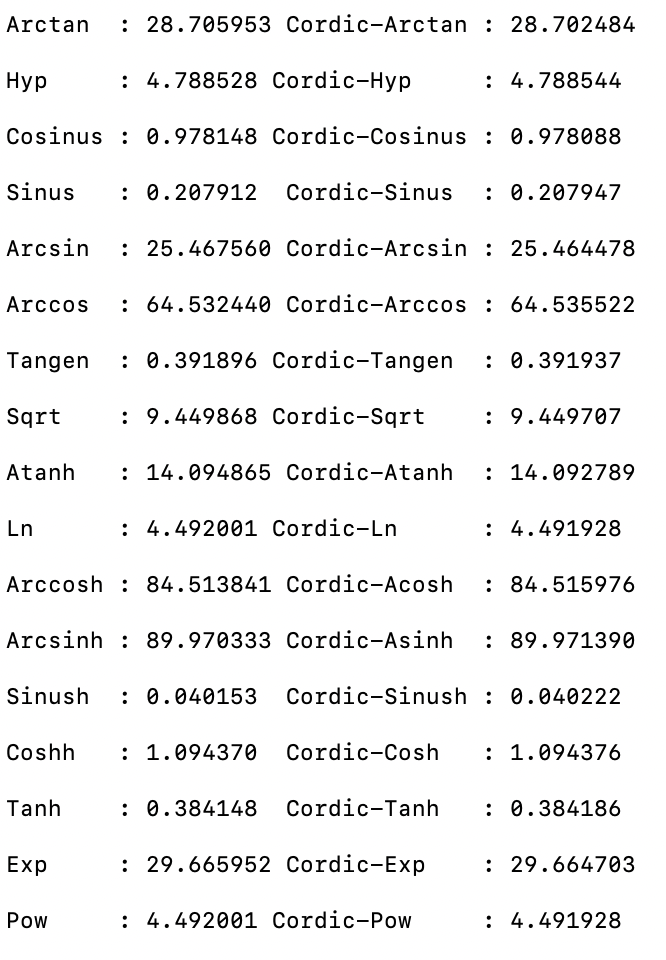 Arctan  : 28.705953 Cordic-Arctan : 28.702484
Hyp     : 4.788528 Cordic-Hyp     : 4.788544
Cosinus : 0.978148 Cordic-Cosinus : 0.978088
Sinus   : 0.207912  Cordic-Sinus  : 0.207947
Arcsin  : 25.467560 Cordic-Arcsin : 25.464478
Arccos  : 64.532440 Cordic-Arccos : 64.535522
Tangen  : 0.391896 Cordic-Tangen  : 0.391937
Sqrt    : 9.449868 Cordic-Sqrt    : 9.449707
Atanh   : 14.094865 Cordic-Atanh  : 14.092789
Ln      : 4.492001 Cordic-Ln      : 4.491928
Arccosh : 84.513841 Cordic-Acosh  : 84.515976
Arcsinh : 89.970333 Cordic-Asinh  : 89.971390
Sinush  : 0.040153  Cordic-Sinush : 0.040222
Coshh   : 1.094370  Cordic-Cosh   : 1.094376
Tanh    : 0.384148  Cordic-Tanh   : 0.384186
Exp     : 29.665952 Cordic-Exp    : 29.664703
Pow     : 4.492001 Cordic-Pow     : 4.491928